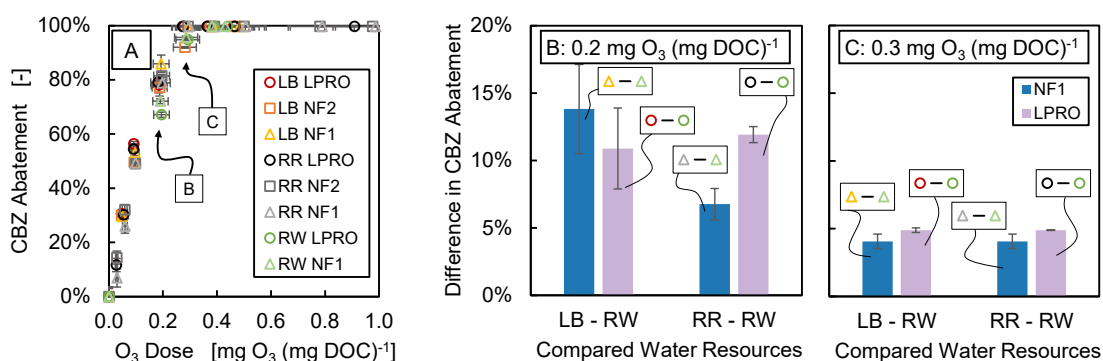 100%
80%
60%
40%
20%
0%
CBZ Abatement [-]
A
LB LPRO
LB NF2
LB NF1
RR LPRO
RR NF2
RR NF1
RW LPRO
RW NF1
C
B
0.0 0.2 0.4 0.6 0.8 1.0
O₃ Dose [mg O₃ (mg DOC)⁻¹]
20%
15%
10%
5%
0%
Difference in CBZ Abatement
B: 0.2 mg O₃ (mg DOC)⁻¹
LB - RW RR - RW
Compared Water Resources
C: 0.3 mg O₃ (mg DOC)⁻¹
NF1
LPRO
LB - RW RR - RW
Compared Water Resources